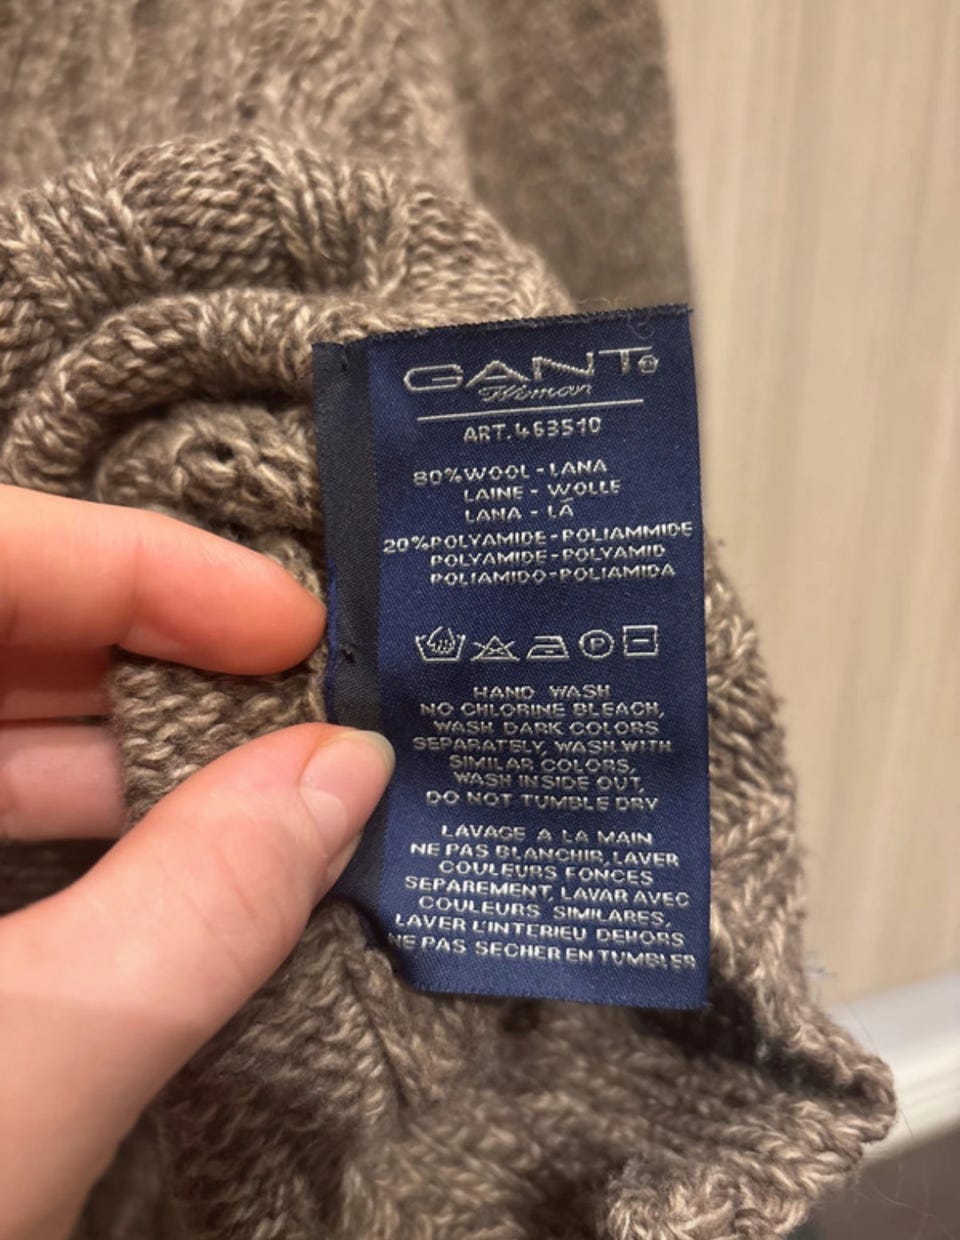 GANT
Woman
ART.463510
80%WOOL-LANA
LAINE - WOLLE
LANA - LÃ
20%POLYAMIDE-POLIAMMIDE
POLYAMIDE-POLYAMID
POLIAMIDO-POLIAMIDA
P
HAND WASH
NO CHLORINE BLEACH,
WASH DARK COLORS
SEPARATELY, WASH WITH
SIMILAR COLORS,
WASH INSIDE OUT,
DO NOT TUMBLE DRY
LAVAGE A LA MAIN
NE PAS BLANCHIR, LAVER
COULEURS FONCES
SEPAREMENT, LAVAR AVEC
COULEURS SIMILARES,
LAVER L'INTERIEU DEHORS
NE PAS SECHER EN TUMBLER